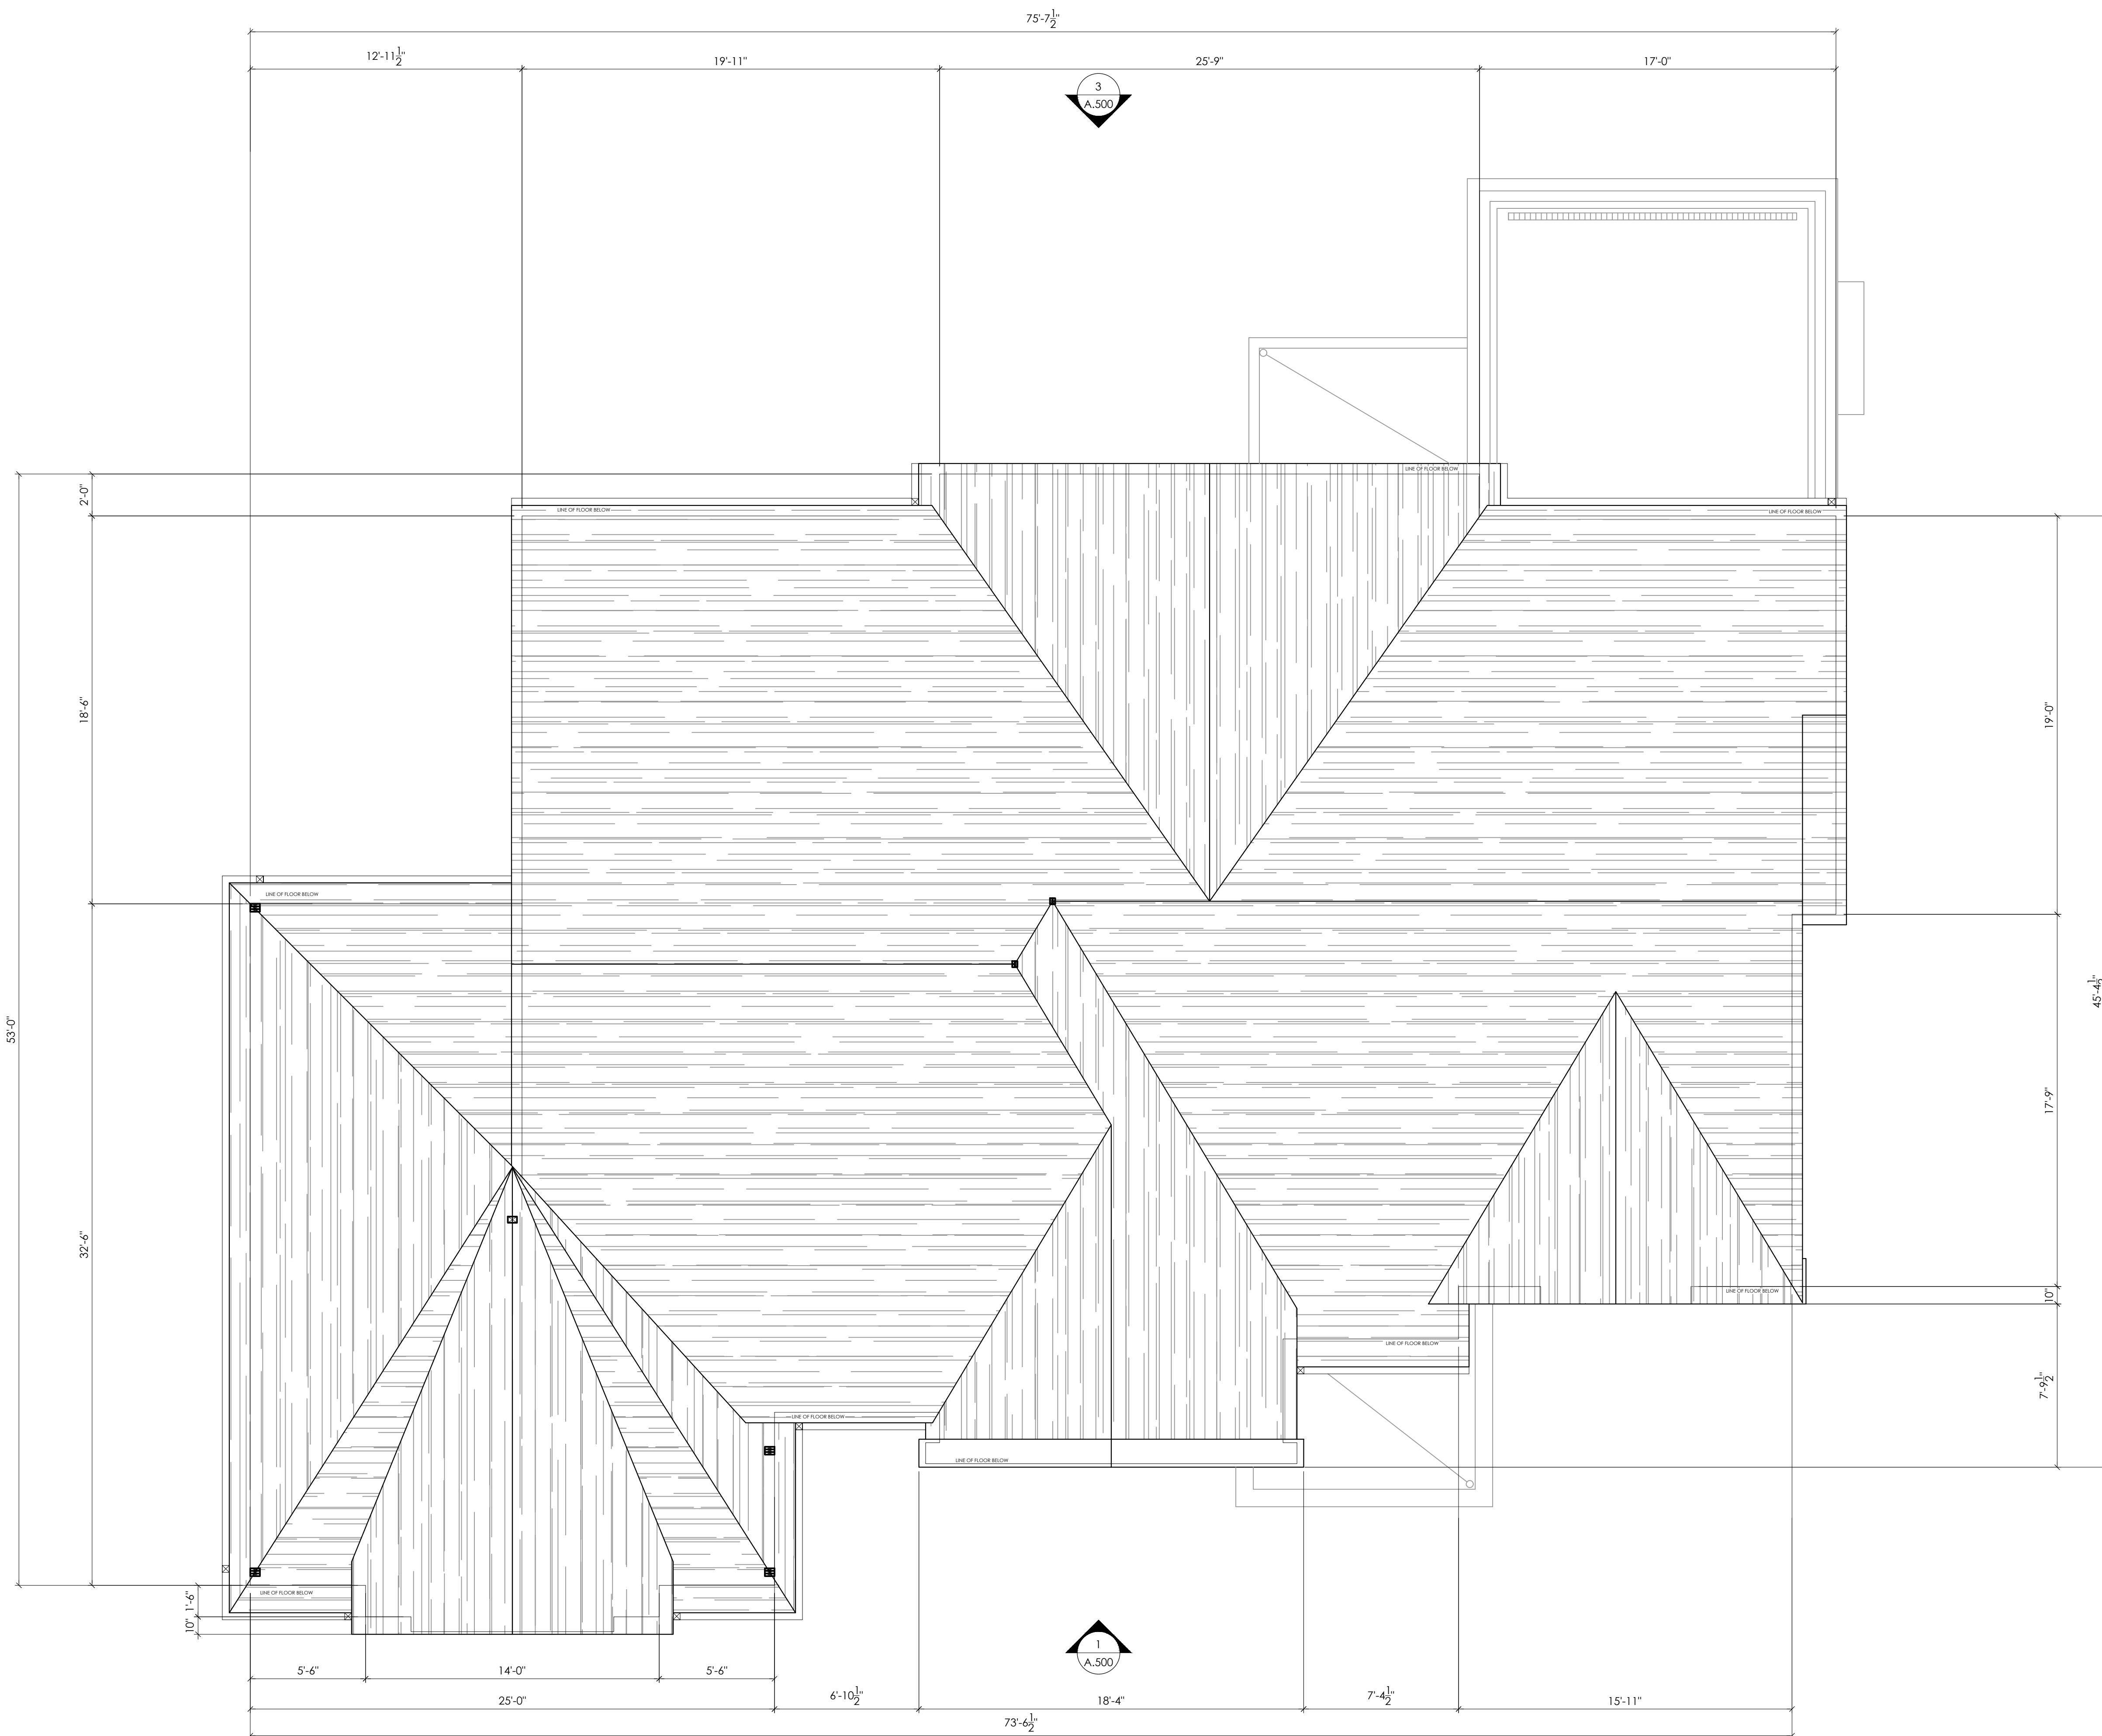 75'-7 1/2"
12'-11 1/2"
19'-11"
25'-9"
17'-0"
3
A.500
LINE OF FLOOR BELOW
2'-0"
LINE OF FLOOR BELOW
LINE OF FLOOR BELOW
18'-6"
19'-0"
LINE OF FLOOR BELOW
45'-4 1/2"
53'-0"
17'-9"
32'-6"
LINE OF FLOOR BELOW
10"
LINE OF FLOOR BELOW
7'-9 1/2"
LINE OF FLOOR BELOW
LINE OF FLOOR BELOW
LINE OF FLOOR BELOW
1'-6"
10"
1
A.500
5'-6"
14'-0"
5'-6"
25'-0"
6'-10 1/2"
18'-4"
7'-4 1/2"
15'-11"
73'-6 1/2"